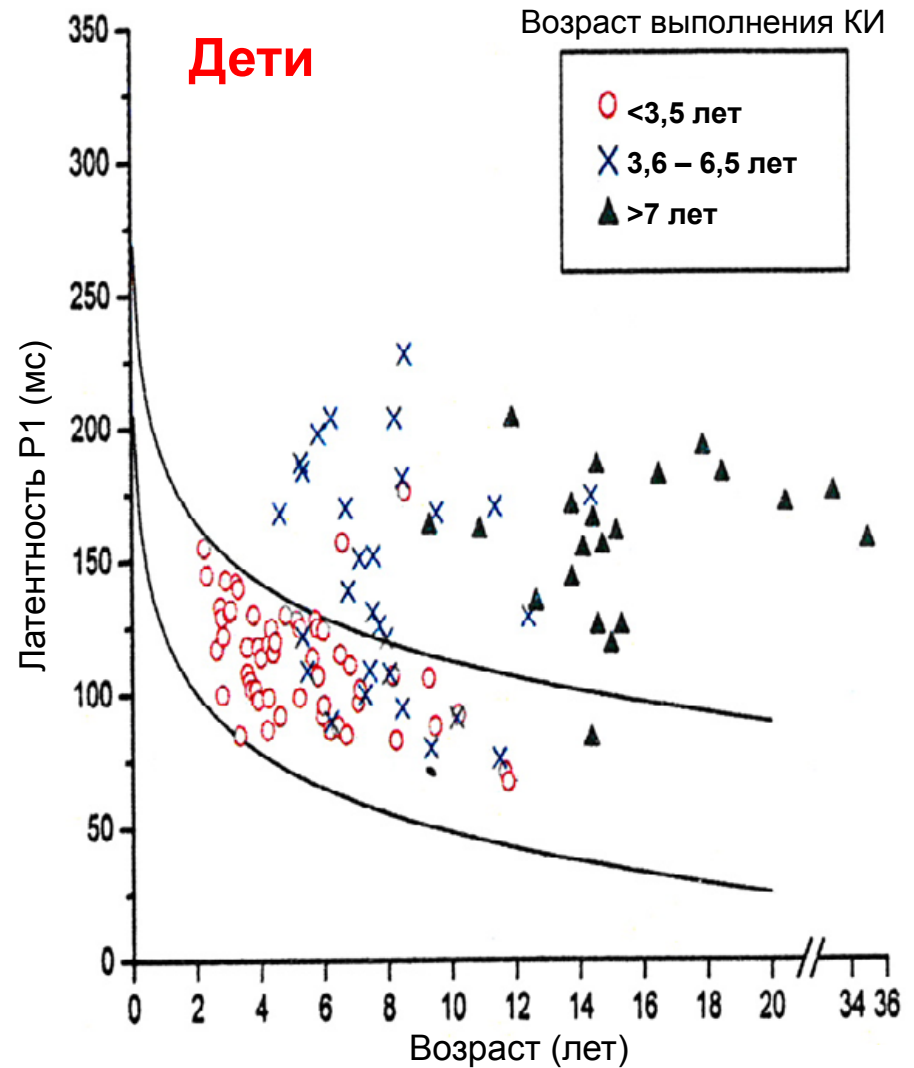 Возраст выполнения КИ
Дети
<3,5 лет
3,6 – 6,5 лет
>7 лет
Латентность P1 (мс)
350
300
250
200
150
100
50
0
0 2 4 6 8 10 12 14 16 18 20 34 36
Возраст (лет)